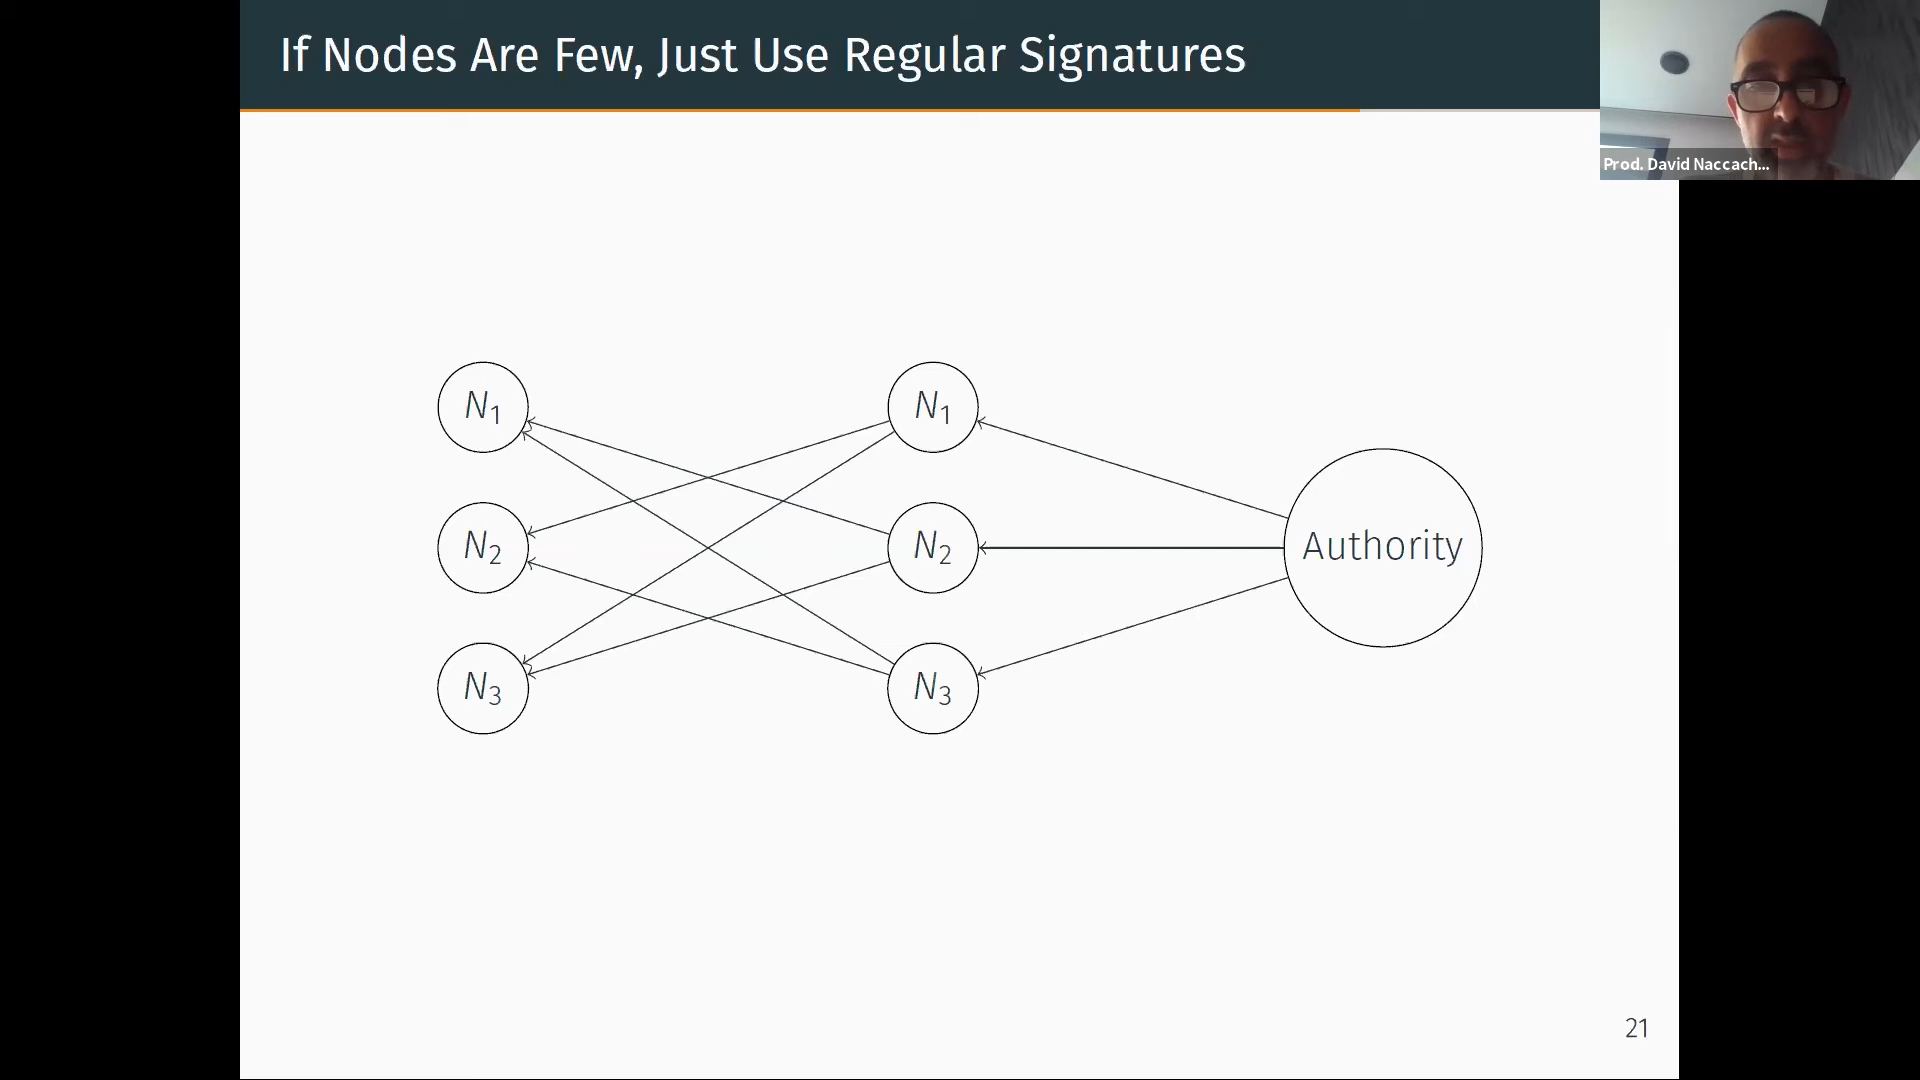 If Nodes Are Few, Just Use Regular Signatures
Prod. David Naccach...
N1
N1
N2
N2
Authority
N3
N3
21